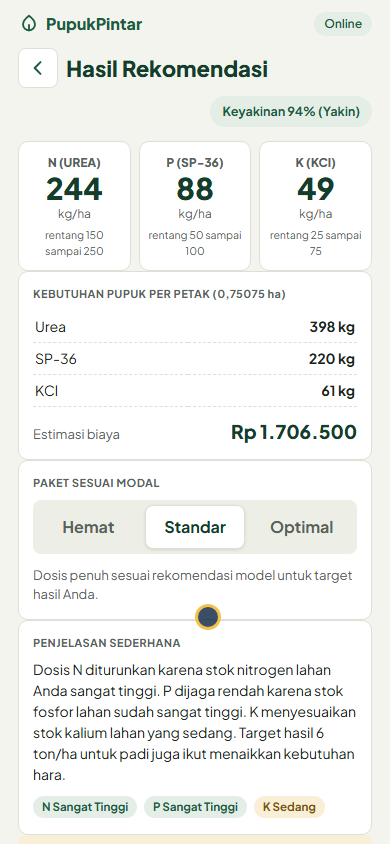 PupukPintar
Online
Hasil Rekomendasi
Keyakinan 94% (Yakin)
N (UREA)
244
kg/ha
rentang 150
sampai 250
P (SP-36)
88
kg/ha
rentang 50 sampai
100
K (KCl)
49
kg/ha
rentang 25 sampai
75
KEBUTUHAN PUPUK PER PETAK (0,75075 ha)
Urea 398 kg
SP-36 220 kg
KCl 61 kg
Estimasi biaya Rp 1.706.500
PAKET SESUAI MODAL
Hemat Standar Optimal
Dosis penuh sesuai rekomendasi model untuk target
hasil Anda.
PENJELASAN SEDERHANA
Dosis N diturunkan karena stok nitrogen lahan
Anda sangat tinggi. P dijaga rendah karena stok
fosfor lahan sudah sangat tinggi. K menyesuaikan
stok kalium lahan yang sedang. Target hasil 6
ton/ha untuk padi juga ikut menaikkan kebutuhan
hara.
N Sangat Tinggi P Sangat Tinggi K Sedang